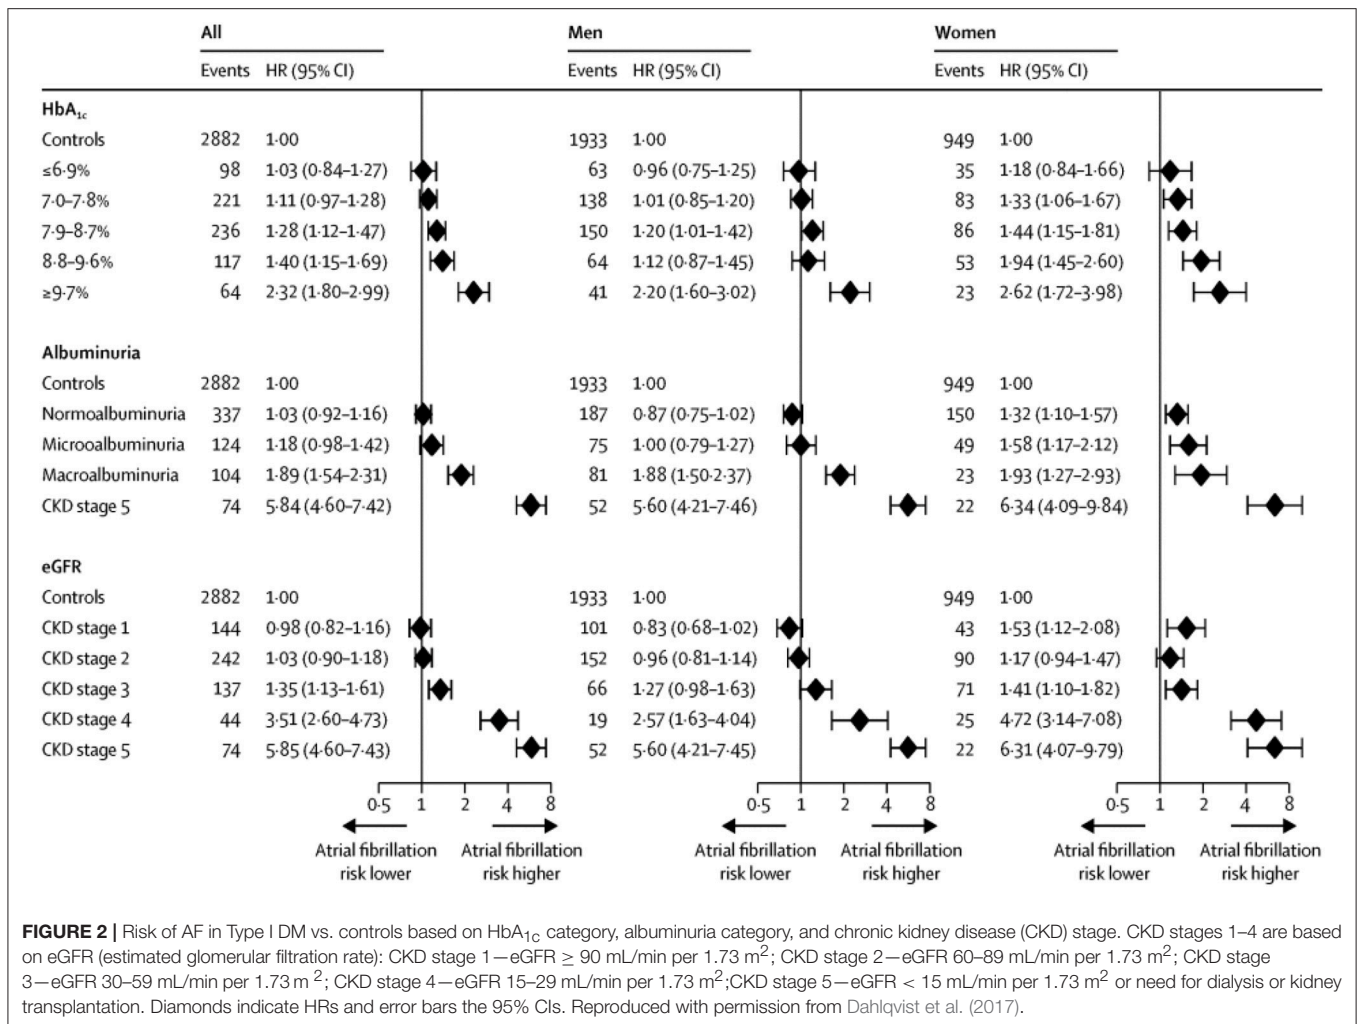 All Men Women
Events HR (95% CI) Events HR (95% CI) Events HR (95% CI)
HbA1c
Controls 2882 1·00 1933 1·00 949 1·00
≤6·9% 98 1·03 (0·84–1·27) 63 0·96 (0·75–1·25) 35 1·18 (0·84–1·66)
7·0–7·8% 221 1·11 (0·97–1·28) 138 1·01 (0·85–1·20) 83 1·33 (1·06–1·67)
7·9–8·7% 236 1·28 (1·12–1·47) 150 1·20 (1·01–1·42) 86 1·44 (1·15–1·81)
8·8–9·6% 117 1·40 (1·15–1·69) 64 1·12 (0·87–1·45) 53 1·94 (1·45–2·60)
≥9·7% 64 2·32 (1·80–2·99) 41 2·20 (1·60–3·02) 23 2·62 (1·72–3·98)
Albuminuria
Controls 2882 1·00 1933 1·00 949 1·00
Normoalbuminuria 337 1·03 (0·92–1·16) 187 0·87 (0·75–1·02) 150 1·32 (1·10–1·57)
Microoalbuminuria 124 1·18 (0·98–1·42) 75 1·00 (0·79–1·27) 49 1·58 (1·17–2·12)
Macroalbuminuria 104 1·89 (1·54–2·31) 81 1·88 (1·50·2·37) 23 1·93 (1·27–2·93)
CKD stage 5 74 5·84 (4·60–7·42) 52 5·60 (4·21–7·46) 22 6·34 (4·09–9·84)
eGFR
Controls 2882 1·00 1933 1·00 949 1·00
CKD stage 1 144 0·98 (0·82–1·16) 101 0·83 (0·68–1·02) 43 1·53 (1·12–2·08)
CKD stage 2 242 1·03 (0·90–1·18) 152 0·96 (0·81–1·14) 90 1·17 (0·94–1·47)
CKD stage 3 137 1·35 (1·13–1·61) 66 1·27 (0·98–1·63) 71 1·41 (1·10–1·82)
CKD stage 4 44 3·51 (2·60–4·73) 19 2·57 (1·63–4·04) 25 4·72 (3·14–7·08)
CKD stage 5 74 5·85 (4·60–7·43) 52 5·60 (4·21–7·45) 22 6·31 (4·07–9·79)
0·5 1 2 4 8 0·5 1 2 4 8 0·5 1 2 4 8
Atrial fibrillation Atrial fibrillation Atrial fibrillation Atrial fibrillation Atrial fibrillation Atrial fibrillation
risk lower risk higher risk lower risk higher risk lower risk higher
FIGURE 2 | Risk of AF in Type I DM vs. controls based on HbA1C category, albuminuria category, and chronic kidney disease (CKD) stage. CKD stages 1–4 are based
on eGFR (estimated glomerular filtration rate): CKD stage 1—eGFR ≥ 90 mL/min per 1.73 m²; CKD stage 2—eGFR 60–89 mL/min per 1.73 m²; CKD stage
3—eGFR 30–59 mL/min per 1.73 m ²; CKD stage 4—eGFR 15–29 mL/min per 1.73 m²;CKD stage 5—eGFR < 15 mL/min per 1.73 m² or need for dialysis or kidney
transplantation. Diamonds indicate HRs and error bars the 95% CIs. Reproduced with permission from Dahlqvist et al. (2017).